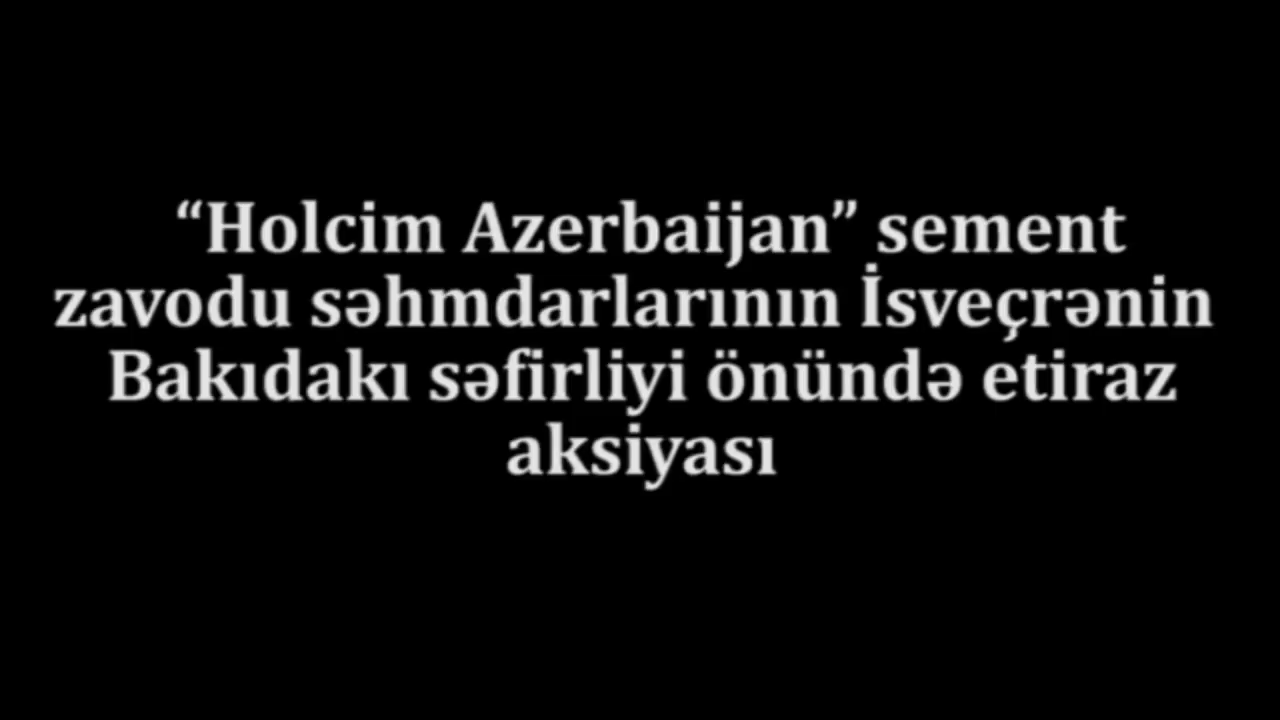 “Holcim Azerbaijan” sement
zavodu səhmdarlarının İsveçrənin
Bakıdakı səfirliyi önündə etiraz
aksiyası